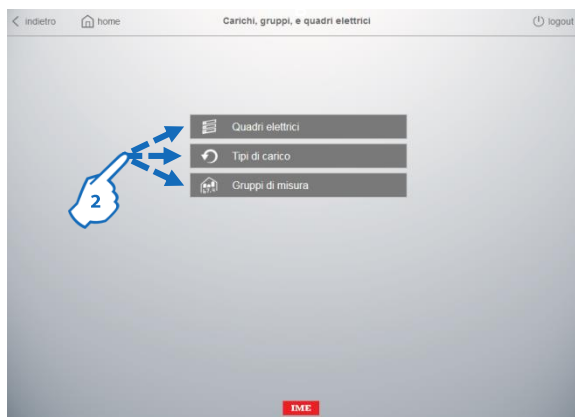 indietro home Carichi, gruppi, e quadri elettrici logout
Quadri elettrici
Tipi di carico
Gruppi di misura
2
IME